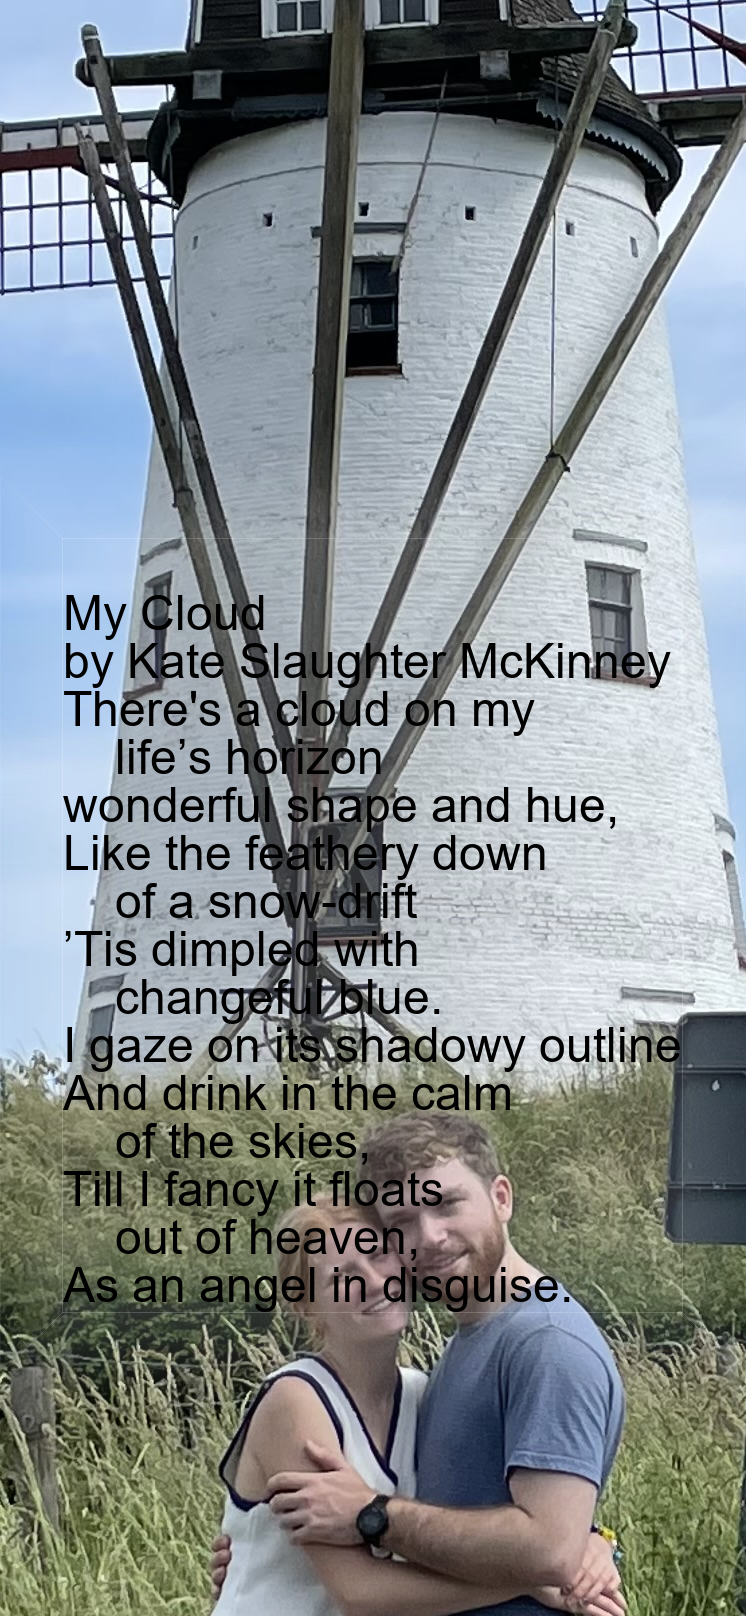 My Cloud
by Kate Slaughter McKinney
There's a cloud on my
life’s horizon
wonderful shape and hue,
Like the feathery down
of a snow-drift
’Tis dimpled with
changeful blue.
I gaze on its shadowy outline
And drink in the calm
of the skies,
Till I fancy it floats
out of heaven,
As an angel in disguise.